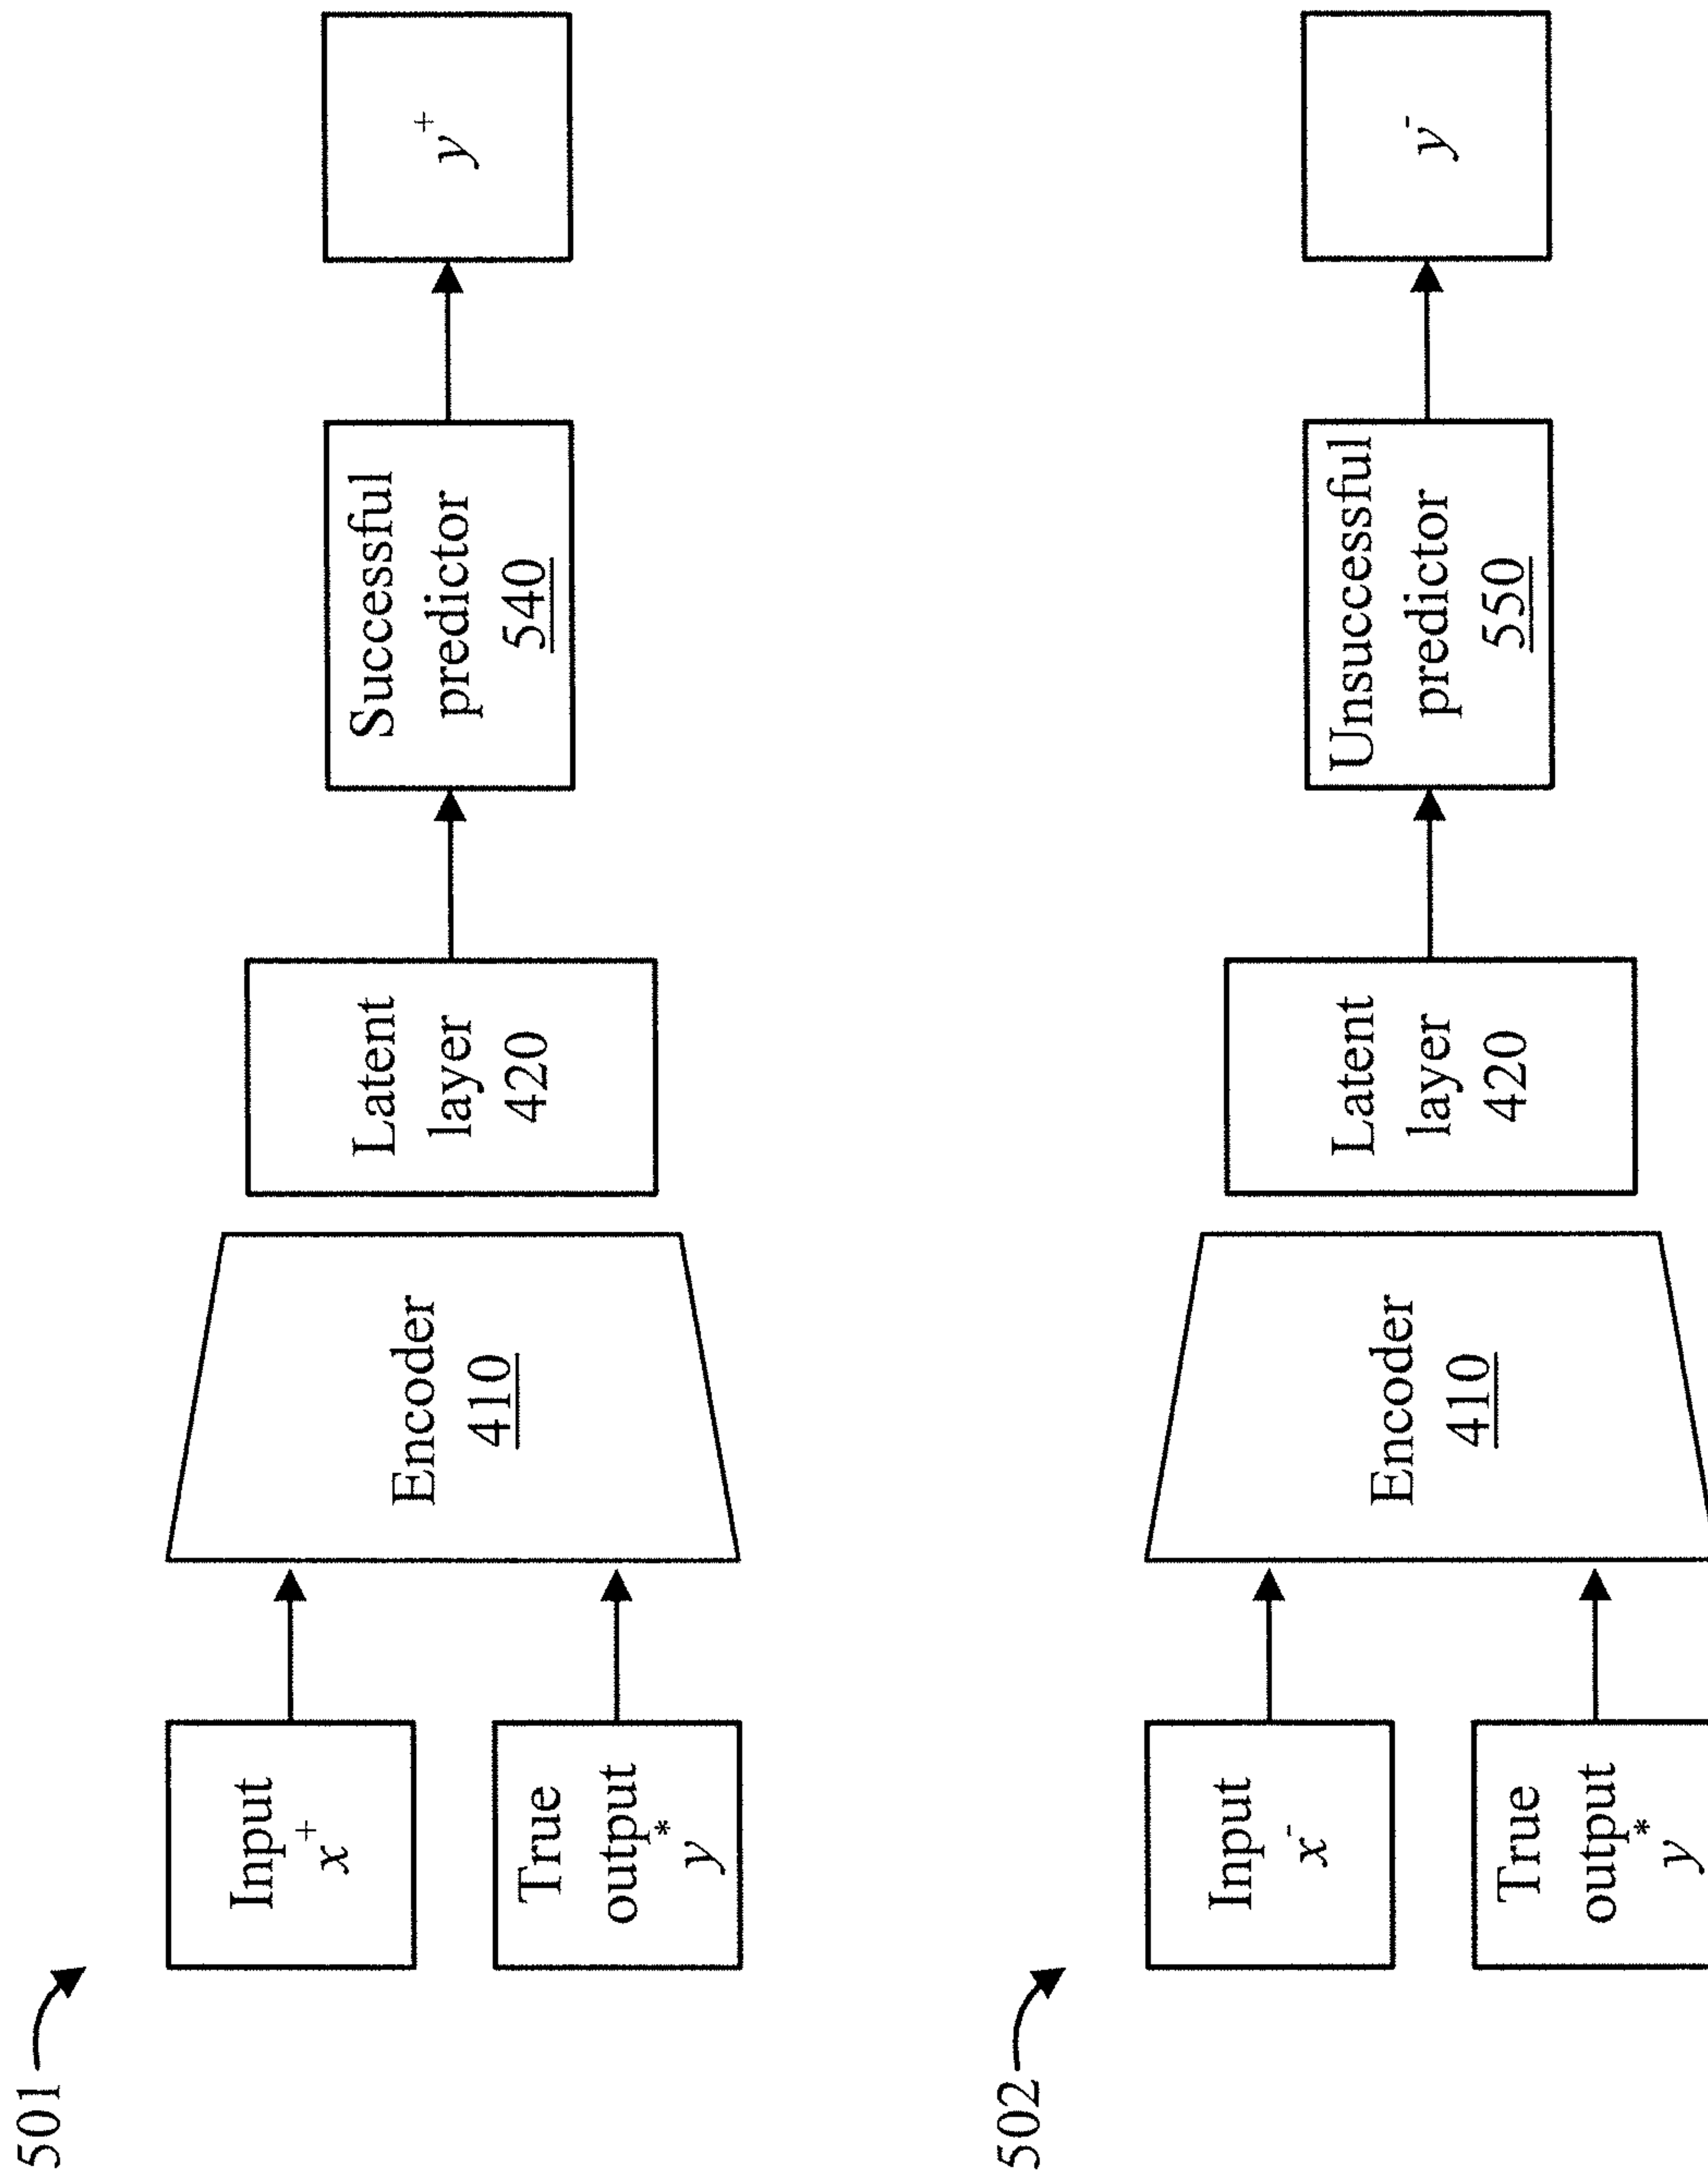 501
Input
x⁺
True
output
y*
Encoder
410
Latent
layer
420
Successful
predictor
540
y⁺
502
Input
x⁻
True
output
y*
Encoder
410
Latent
layer
420
Unsuccessful
predictor
550
y⁻